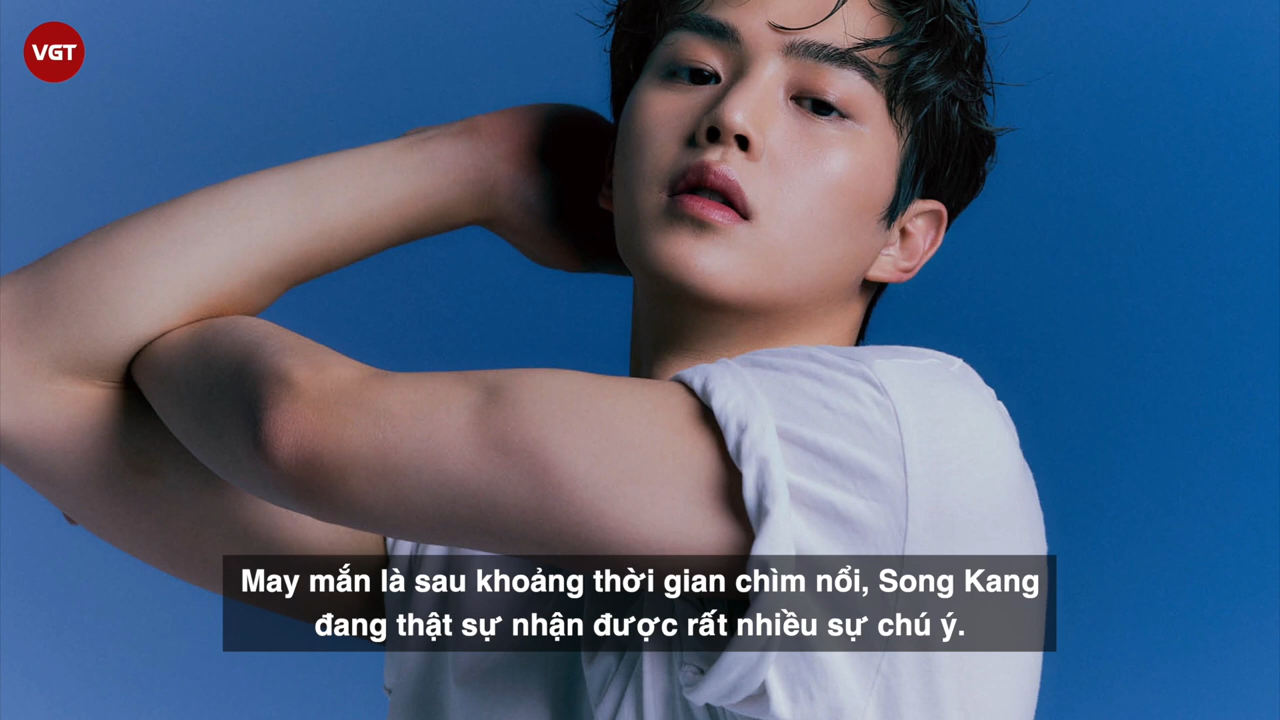 VGT
May mắn là sau khoảng thời gian chìm nổi, Song Kang
đang thật sự nhận được rất nhiều sự chú ý.